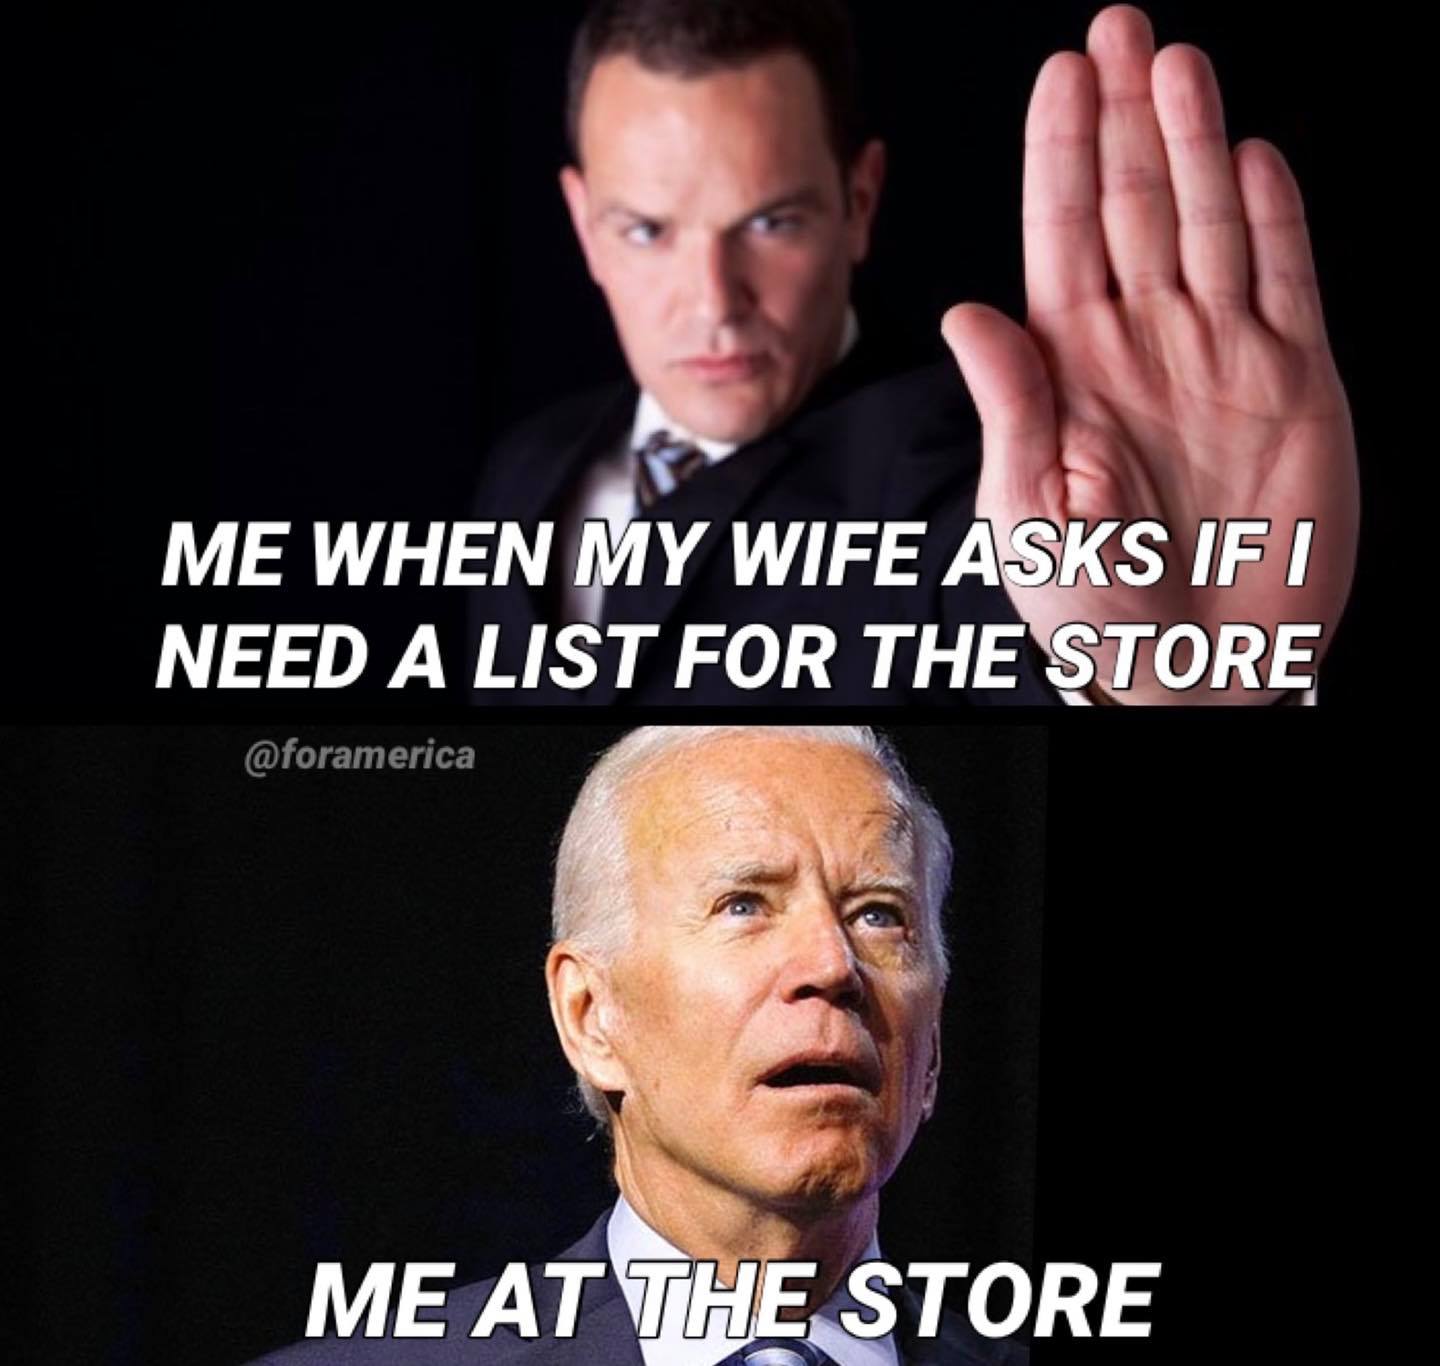 ME WHEN MY WIFE ASKS IF I
NEED A LIST FOR THE STORE
@foramerica
ME AT THE STORE